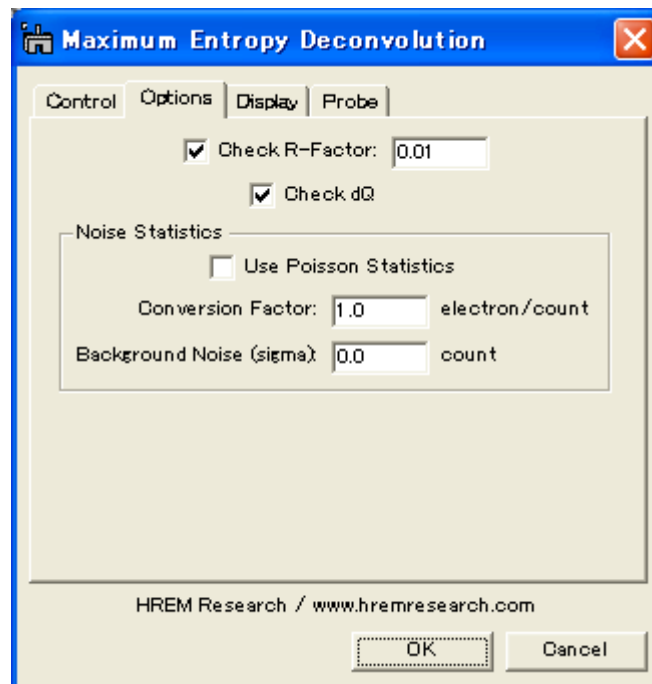 Maximum Entropy Deconvolution
Control Options Display Probe
Check R-Factor: 0.01
Check dQ
Noise Statistics
Use Poisson Statistics
Conversion Factor: 1.0 electron/count
Background Noise (sigma): 0.0 count
HREM Research / www.hremresearch.com
OK Cancel